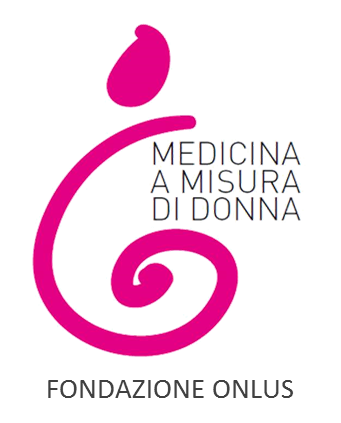 MEDICINA
A MISURA
DI DONNA
FONDAZIONE ONLUS